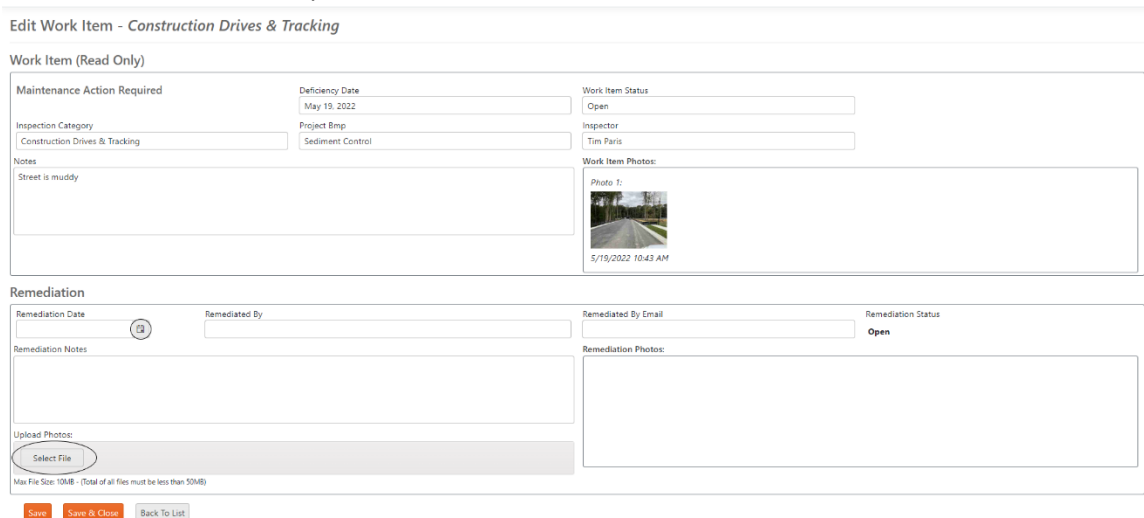 Edit Work Item - Construction Drives & Tracking
Work Item (Read Only)
Maintenance Action Required
Deficiency Date
May 19, 2022
Work Item Status
Open
Inspection Category
Construction Drives & Tracking
Project Bmp
Sediment Control
Inspector
Tim Paris
Notes
Street is muddy
Work Item Photos:
Photo 1:
5/19/2022 10:43 AM
Remediation
Remediation Date
Remediated By
Remediated By Email
Remediation Status
Open
Remediation Notes
Remediation Photos:
Upload Photos:
Select File
Max File Size: 10MB - (Total of all files must be less than 50MB)
Save
Save & Close
Back To List